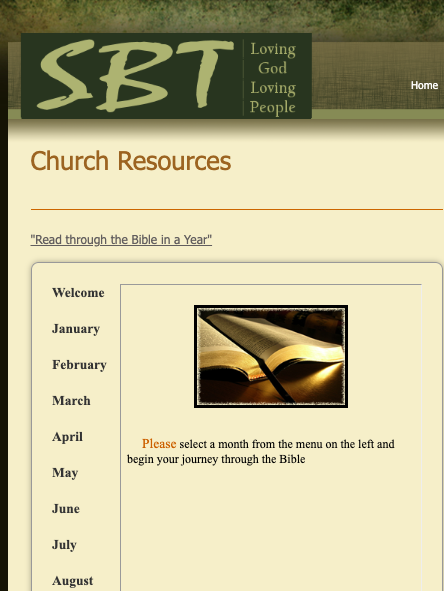 SBT
Loving
God
Loving
People
Home
Church Resources
"Read through the Bible in a Year"
Welcome
January
February
March
April
May
June
July
August
Please select a month from the menu on the left and
begin your journey through the Bible